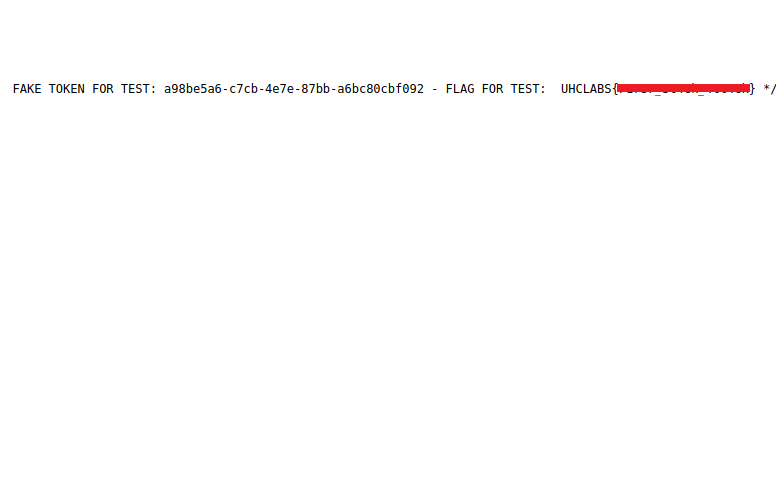 FAKE TOKEN FOR TEST: a98be5a6-c7cb-4e7e-87bb-a6bc80cbf092 - FLAG FOR TEST:  UHCLABS{} */